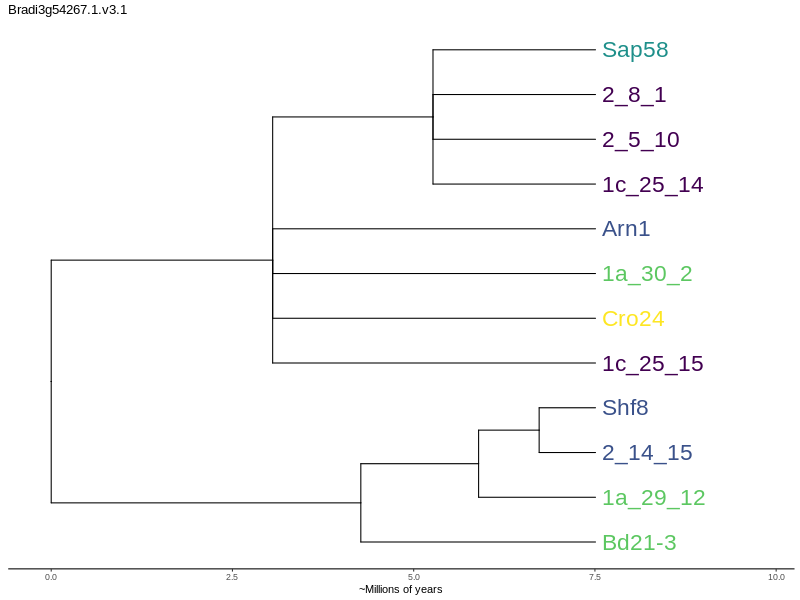 Bradi3g54267.1.v3.1
Sap58
2_8_1
2_5_10
1c_25_14
Arn1
1a_30_2
Cro24
1c_25_15
Shf8
2_14_15
1a_29_12
Bd21-3
0.0 2.5 5.0 7.5 10.0
~Millions of years